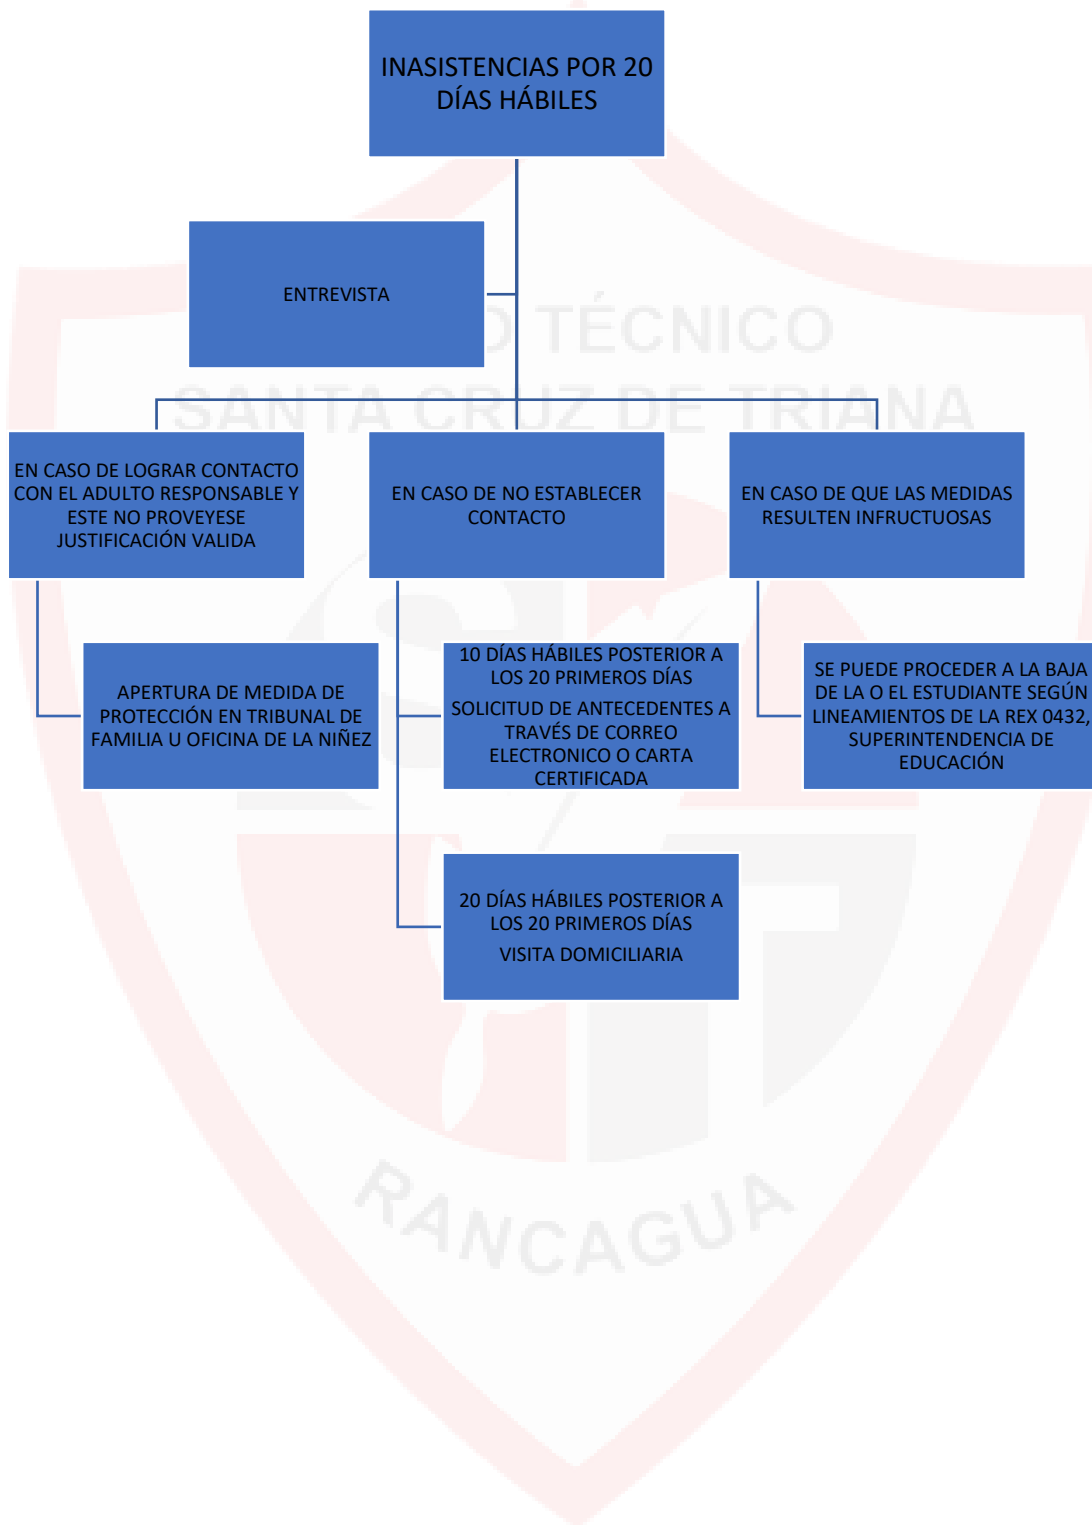 INASISTENCIAS POR 20
DÍAS HÁBILES
ENTREVISTA
O TÉCNICO
SANTA CRUZ DE TRIANA
EN CASO DE LOGRAR CONTACTO
CON EL ADULTO RESPONSABLE Y
ESTE NO PROVEYESE
JUSTIFICACIÓN VALIDA
EN CASO DE NO ESTABLECER
CONTACTO
EN CASO DE QUE LAS MEDIDAS
RESULTEN INFRUCTUOSAS
APERTURA DE MEDIDA DE
PROTECCIÓN EN TRIBUNAL DE
FAMILIA U OFICINA DE LA NIÑEZ
10 DÍAS HÁBILES POSTERIOR A
LOS 20 PRIMEROS DÍAS
SOLICITUD DE ANTECEDENTES A
TRAVÉS DE CORREO
ELECTRONICO O CARTA
CERTIFICADA
SE PUEDE PROCEDER A LA BAJA
DE LA O EL ESTUDIANTE SEGÚN
LINEAMIENTOS DE LA REX 0432,
SUPERINTENDENCIA DE
EDUCACIÓN
20 DÍAS HÁBILES POSTERIOR A
LOS 20 PRIMEROS DÍAS
VISITA DOMICILIARIA
RANCAGUA